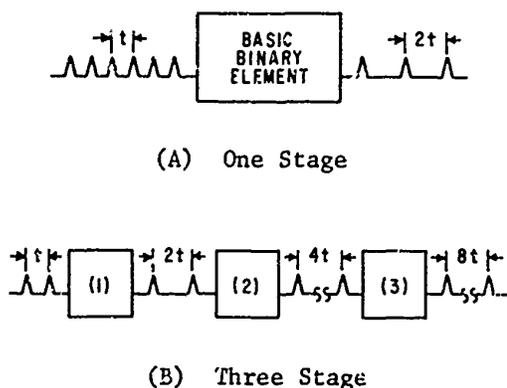 t
BASIC
BINARY
ELEMENT
2t
(A) One Stage
t 2t 4t 8t
(1) (2) (3)
(B) Three Stage